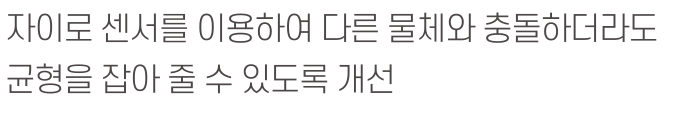 자이로 센서를 이용하여 다른 물체와 충돌하더라도
균형을 잡아 줄 수 있도록 개선